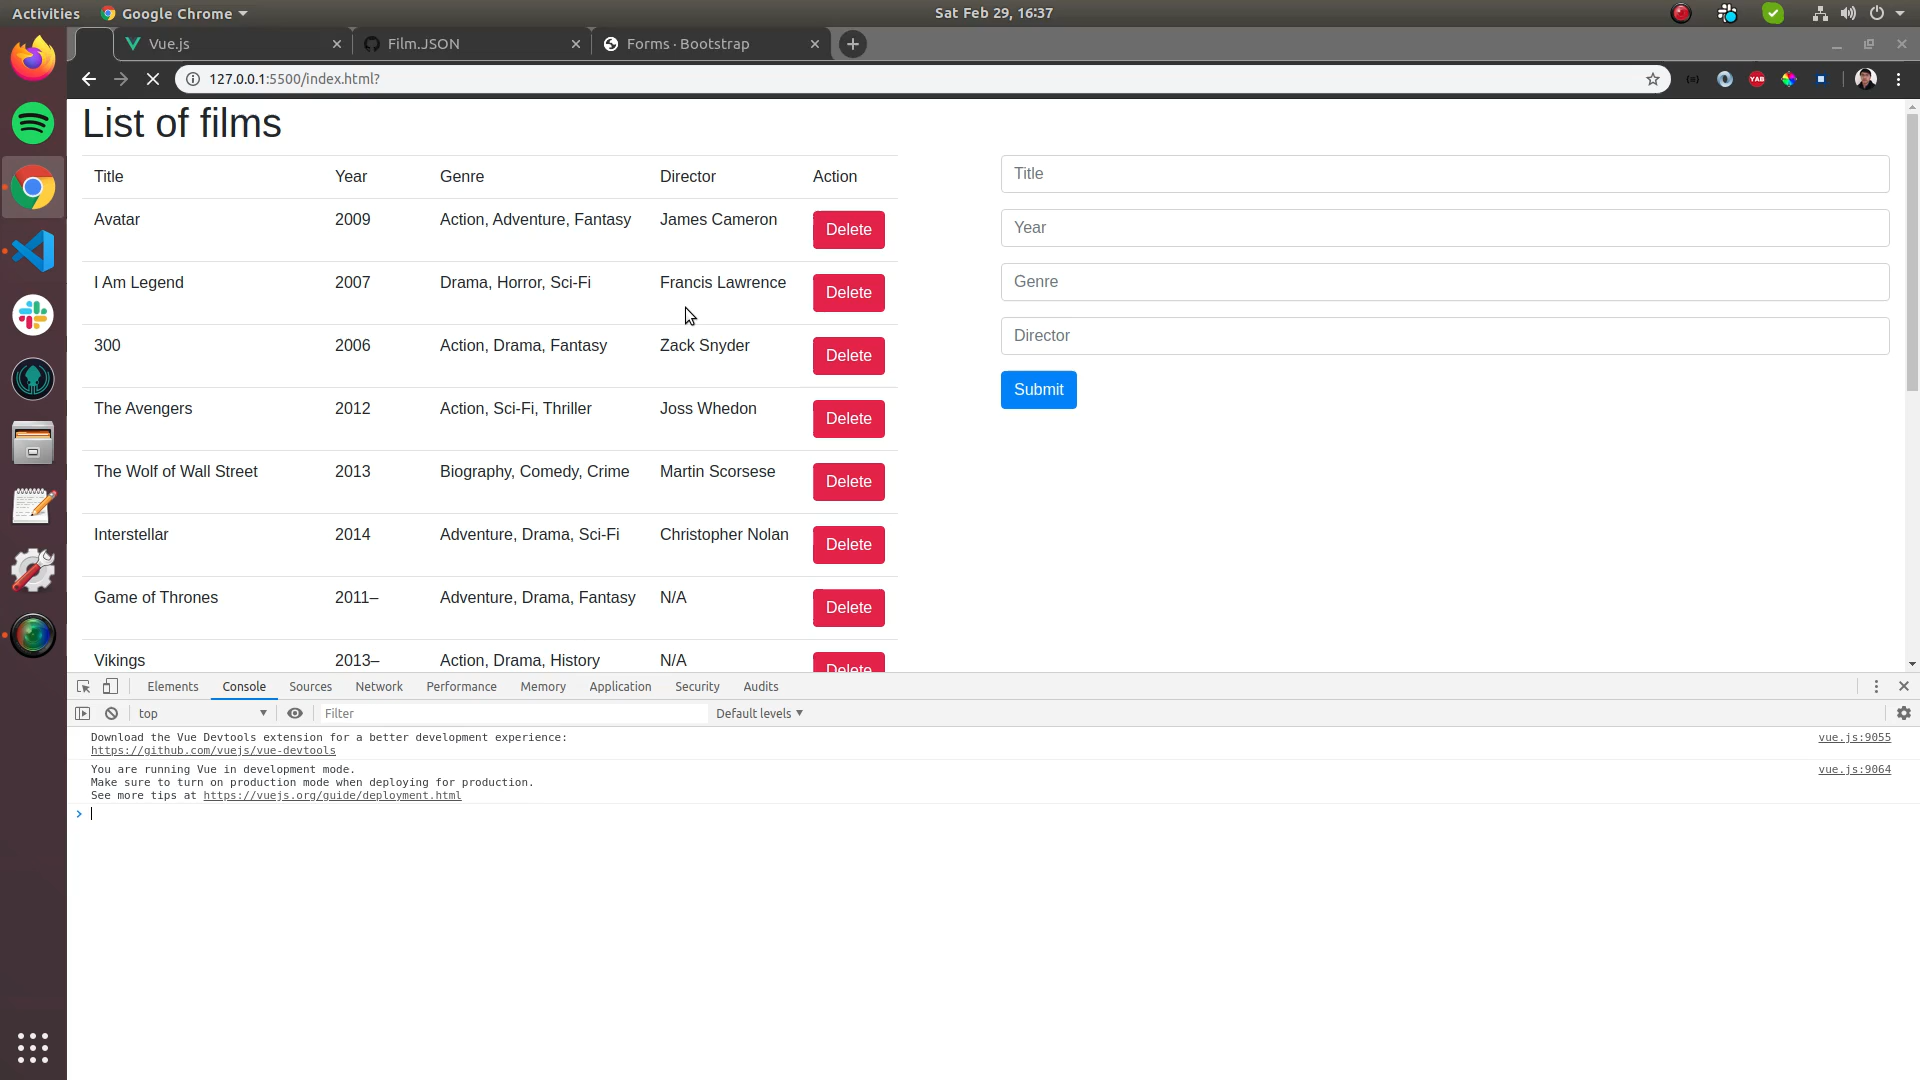 Activities Google Chrome Sat Feb 29, 16:37
Vue.js Film.JSON Forms · Bootstrap
127.0.0.1:5500/index.html?
YAB
List of films
Title Year Genre Director Action
Avatar 2009 Action, Adventure, Fantasy James Cameron Delete
I Am Legend 2007 Drama, Horror, Sci-Fi Francis Lawrence Delete
300 2006 Action, Drama, Fantasy Zack Snyder Delete
The Avengers 2012 Action, Sci-Fi, Thriller Joss Whedon Delete
The Wolf of Wall Street 2013 Biography, Comedy, Crime Martin Scorsese Delete
Interstellar 2014 Adventure, Drama, Sci-Fi Christopher Nolan Delete
Game of Thrones 2011– Adventure, Drama, Fantasy N/A Delete
Vikings 2013– Action, Drama, History N/A Delete
Title
Year
Genre
Director
Submit
Elements Console Sources Network Performance Memory Application Security Audits
top Filter Default levels
Download the Vue Devtools extension for a better development experience: vue.js:9055
https://github.com/vuejs/vue-devtools
You are running Vue in development mode. vue.js:9064
Make sure to turn on production mode when deploying for production.
See more tips at https://vuejs.org/guide/deployment.html